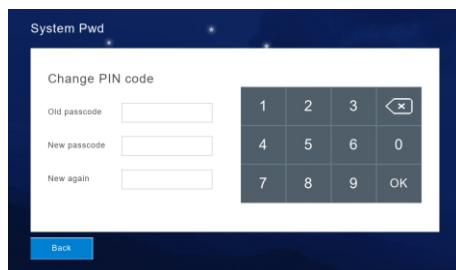 System Pwd
Change PIN code
Old passcode
New passcode
New again
1 2 3
4 5 6 0
7 8 9 OK
Back